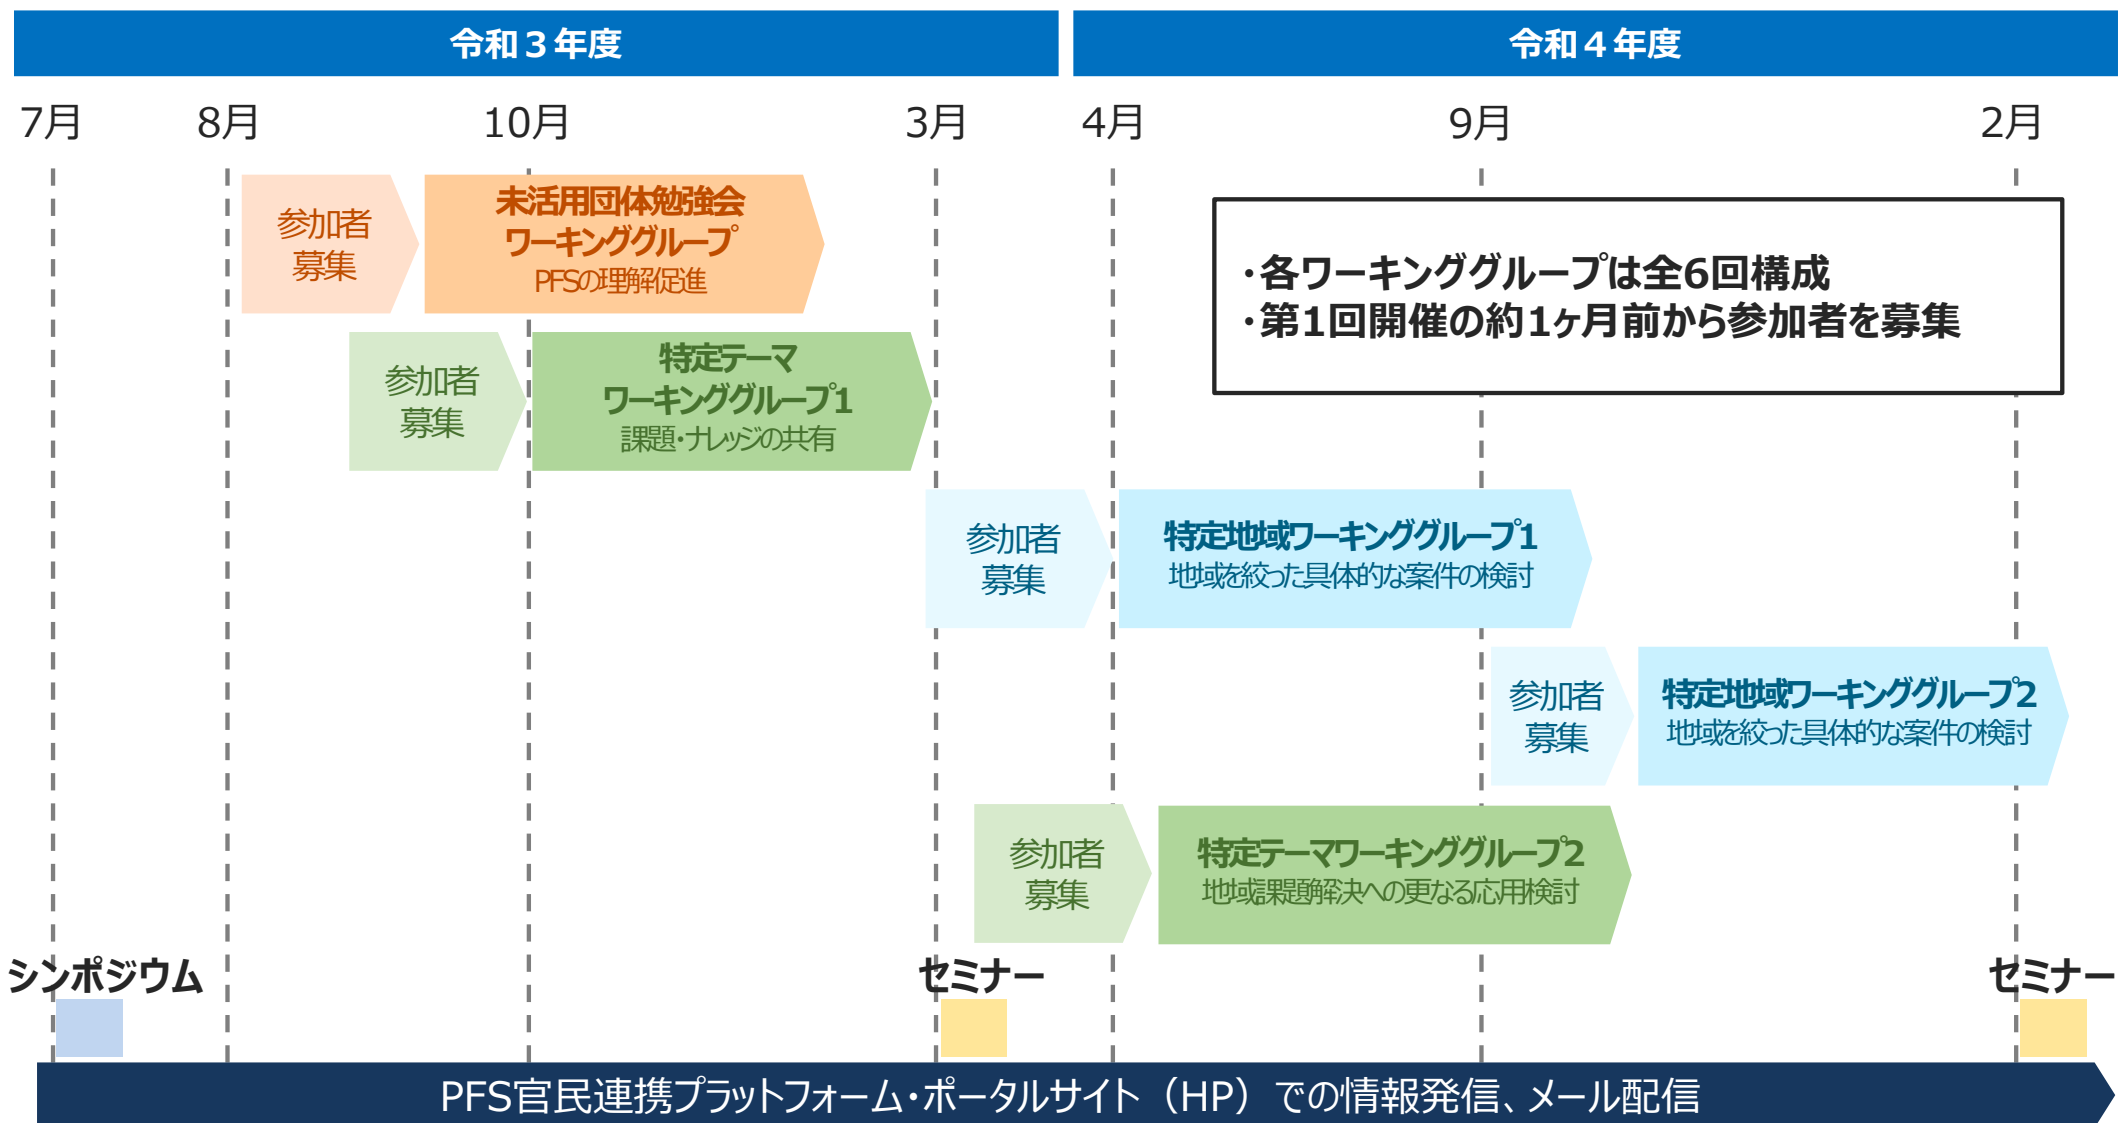 令和３年度
令和４年度
7月
8月
10月
3月
4月
9月
2月
参加者
募集
未活用団体勉強会
ワーキンググループ
PFSの理解促進
・各ワーキンググループは全6回構成
・第1回開催の約1ヶ月前から参加者を募集
参加者
募集
特定テーマ
ワーキンググループ1
課題・ナレッジの共有
参加者
募集
特定地域ワーキンググループ1
地域を絞った具体的な案件の検討
参加者
募集
特定地域ワーキンググループ2
地域を絞った具体的な案件の検討
参加者
募集
特定テーマワーキンググループ2
地域課題解決への更なる応用検討
シンポジウム
セミナー
セミナー
PFS官民連携プラットフォーム・ポータルサイト（HP）での情報発信、メール配信